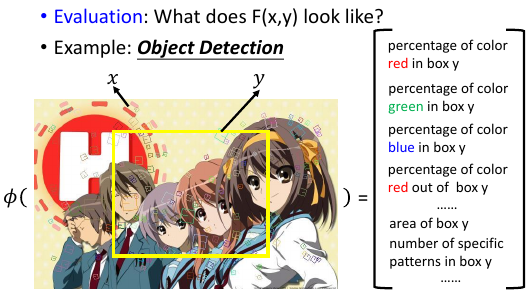 • Evaluation: What does F(x,y) look like?
• Example: Object Detection
x
y
H
ϕ( ) =
percentage of color
red in box y
percentage of color
green in box y
percentage of color
blue in box y
percentage of color
red out of box y
……
area of box y
number of specific
patterns in box y
……